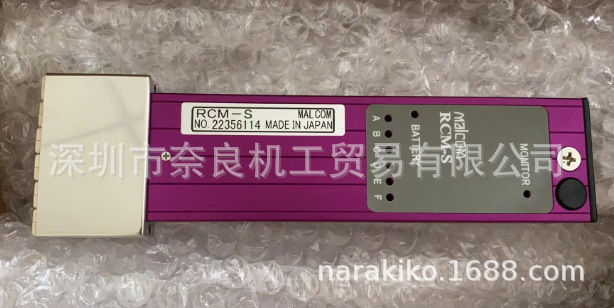 RCM-S MALCOM
NO. 22356114 MADE IN JAPAN
Malcom
RCM-S
BATTERY
MONITOR
A
B
C
D
E
F
深圳市奈良机工贸易有限公司
narakiko.1688.com